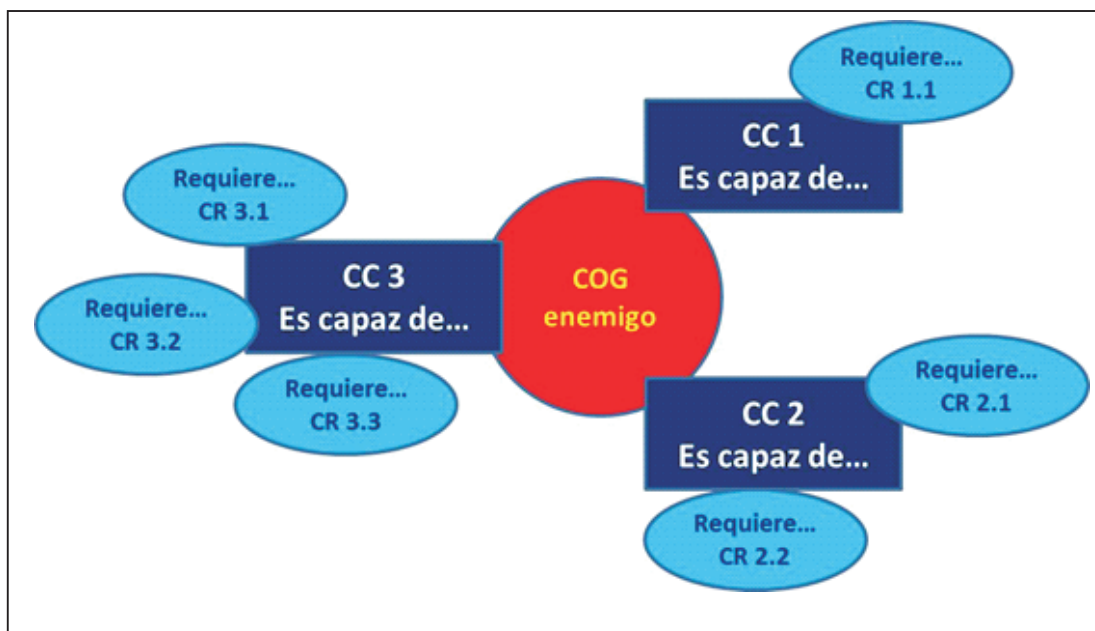 Requiere...
CR 1.1
CC 1
Es capaz de...
Requiere...
CR 3.1
CC 3
Es capaz de...
Requiere...
CR 3.2
Requiere...
CR 3.3
COG
enemigo
Requiere...
CR 2.1
CC 2
Es capaz de...
Requiere...
CR 2.2